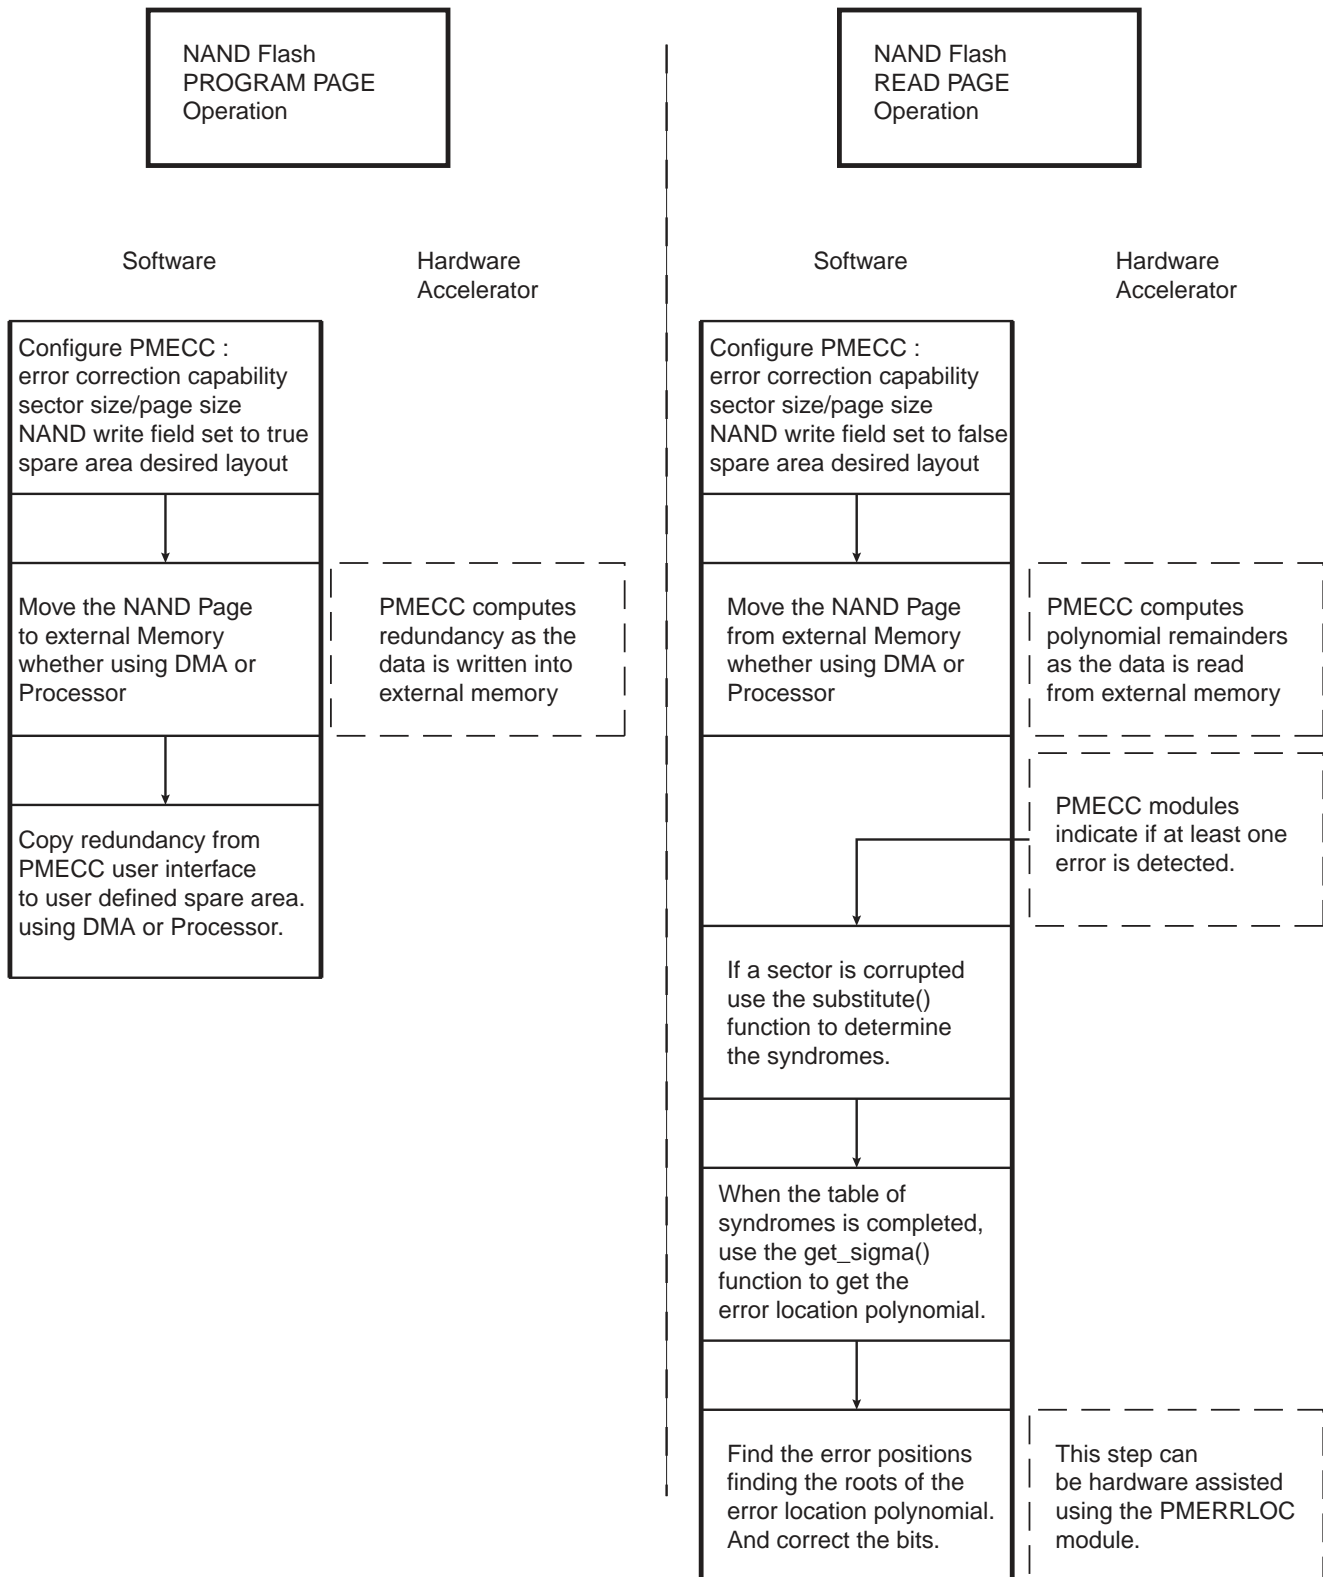 NAND Flash
PROGRAM PAGE
Operation
Software
Hardware
Accelerator
Configure PMECC :
error correction capability
sector size/page size
NAND write field set to true
spare area desired layout
Move the NAND Page
to external Memory
whether using DMA or
Processor
PMECC computes
redundancy as the
data is written into
external memory
Copy redundancy from
PMECC user interface
to user defined spare area.
using DMA or Processor.
NAND Flash
READ PAGE
Operation
Software
Hardware
Accelerator
Configure PMECC :
error correction capability
sector size/page size
NAND write field set to false
spare area desired layout
Move the NAND Page
from external Memory
whether using DMA or
Processor
PMECC computes
polynomial remainders
as the data is read
from external memory
PMECC modules
indicate if at least one
error is detected.
If a sector is corrupted
use the substitute()
function to determine
the syndromes.
When the table of
syndromes is completed,
use the get_sigma()
function to get the
error location polynomial.
Find the error positions
finding the roots of the
error location polynomial.
And correct the bits.
This step can
be hardware assisted
using the PMERRLOC
module.